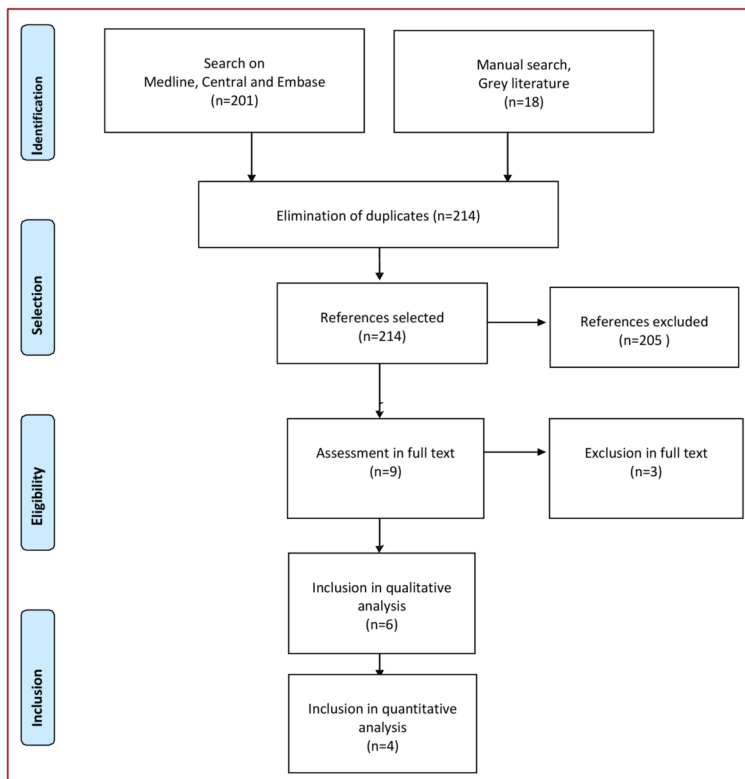 Identification
Search on
Medline, Central and Embase
(n=201)
Manual search,
Grey literature
(n=18)
Elimination of duplicates (n=214)
Selection
References selected
(n=214)
References excluded
(n=205 )
Eligibility
Assessment in full text
(n=9)
Exclusion in full text
(n=3)
Inclusion in qualitative
analysis
(n=6)
Inclusion
Inclusion in quantitative
analysis
(n=4)